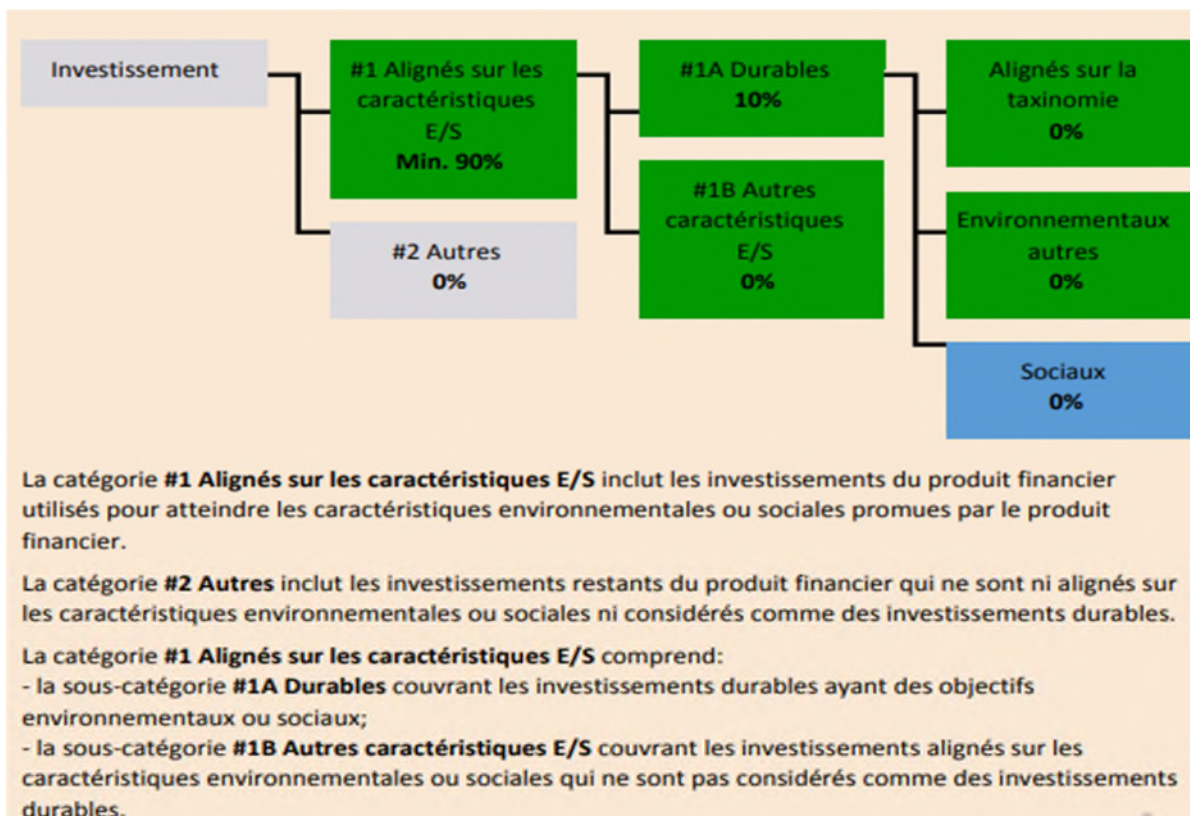 Investissement
#1 Alignés sur les
caractéristiques
E/S
Min. 90%
#2 Autres
0%
#1A Durables
10%
#1B Autres
caractéristiques
E/S
0%
Alignés sur la
taxinomie
0%
Environnementaux
autres
0%
Sociaux
0%
La catégorie #1 Alignés sur les caractéristiques E/S inclut les investissements du produit financier
utilisés pour atteindre les caractéristiques environnementales ou sociales promues par le produit
financier.
La catégorie #2 Autres inclut les investissements restants du produit financier qui ne sont ni alignés sur
les caractéristiques environnementales ou sociales ni considérés comme des investissements durables.
La catégorie #1 Alignés sur les caractéristiques E/S comprend:
- la sous-catégorie #1A Durables couvrant les investissements durables ayant des objectifs
environnementaux ou sociaux;
- la sous-catégorie #1B Autres caractéristiques E/S couvrant les investissements alignés sur les
caractéristiques environnementales ou sociales qui ne sont pas considérés comme des investissements
durables.